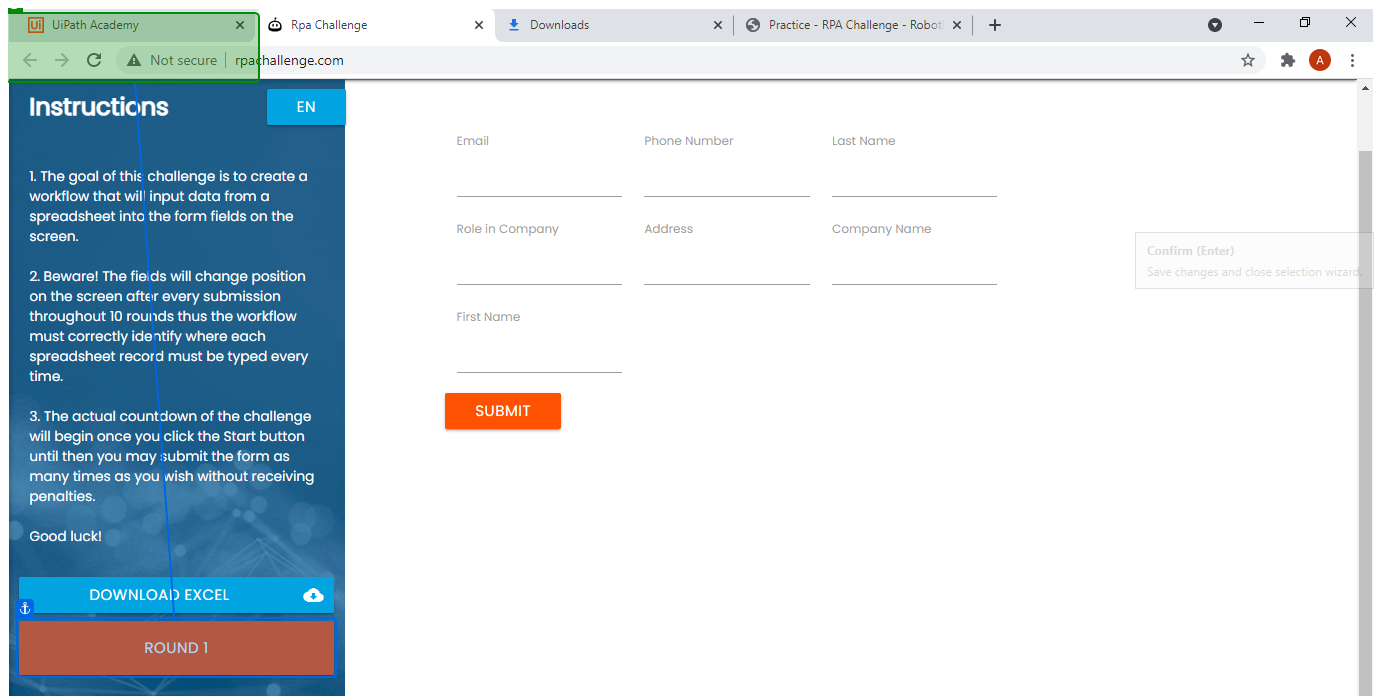 Ui UiPath Academy
Rpa Challenge
Downloads
Practice - RPA Challenge - Roboti
Not secure
rpachallenge.com
A
Instructions
EN
1. The goal of this challenge is to create a
workflow that will input data from a
spreadsheet into the form fields on the
screen.
2. Beware! The fields will change position
on the screen after every submission
throughout 10 rounds thus the workflow
must correctly identify where each
spreadsheet record must be typed every
time.
3. The actual countdown of the challenge
will begin once you click the Start button
until then you may submit the form as
many times as you wish without receiving
penalties.
Good luck!
DOWNLOAD EXCEL
ROUND 1
Email
Phone Number
Last Name
Role in Company
Address
Company Name
First Name
SUBMIT
Confirm (Enter)
Save changes and close selection wizard.